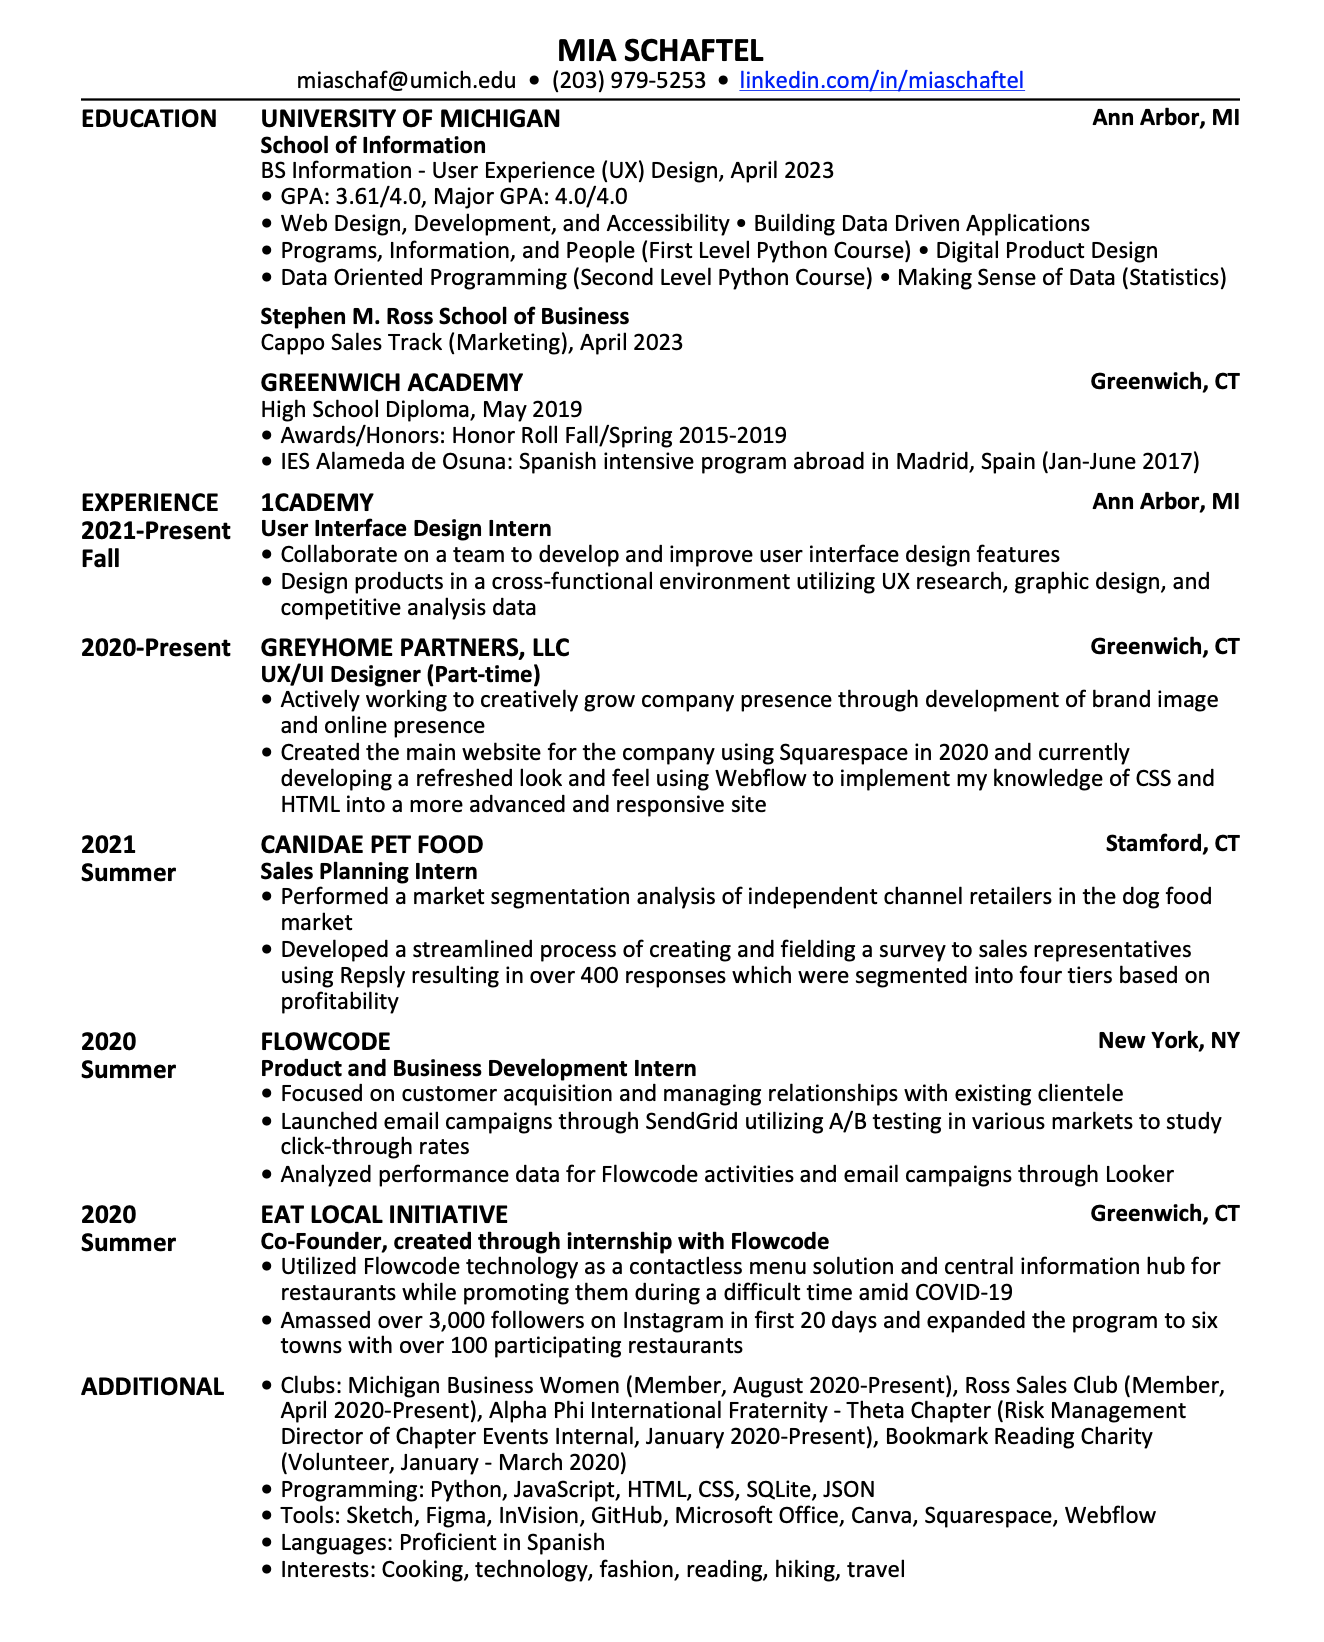 MIA SCHAFTEL
miaschaf@umich.edu • (203) 979-5253 • linkedin.com/in/miaschaftel
EDUCATION UNIVERSITY OF MICHIGAN Ann Arbor, MI
School of Information
BS Information - User Experience (UX) Design, April 2023
• GPA: 3.61/4.0, Major GPA: 4.0/4.0
• Web Design, Development, and Accessibility • Building Data Driven Applications
• Programs, Information, and People (First Level Python Course) • Digital Product Design
• Data Oriented Programming (Second Level Python Course) • Making Sense of Data (Statistics)
Stephen M. Ross School of Business
Cappo Sales Track (Marketing), April 2023
GREENWICH ACADEMY Greenwich, CT
High School Diploma, May 2019
• Awards/Honors: Honor Roll Fall/Spring 2015-2019
• IES Alameda de Osuna: Spanish intensive program abroad in Madrid, Spain (Jan-June 2017)
EXPERIENCE 1CADEMY Ann Arbor, MI
2021-Present User Interface Design Intern
Fall • Collaborate on a team to develop and improve user interface design features
• Design products in a cross-functional environment utilizing UX research, graphic design, and
competitive analysis data
2020-Present GREYHOME PARTNERS, LLC Greenwich, CT
UX/UI Designer (Part-time)
• Actively working to creatively grow company presence through development of brand image
and online presence
• Created the main website for the company using Squarespace in 2020 and currently
developing a refreshed look and feel using Webflow to implement my knowledge of CSS and
HTML into a more advanced and responsive site
2021 CANIDAE PET FOOD Stamford, CT
Summer Sales Planning Intern
• Performed a market segmentation analysis of independent channel retailers in the dog food
market
• Developed a streamlined process of creating and fielding a survey to sales representatives
using Repsly resulting in over 400 responses which were segmented into four tiers based on
profitability
2020 FLOWCODE New York, NY
Summer Product and Business Development Intern
• Focused on customer acquisition and managing relationships with existing clientele
• Launched email campaigns through SendGrid utilizing A/B testing in various markets to study
click-through rates
• Analyzed performance data for Flowcode activities and email campaigns through Looker
2020 EAT LOCAL INITIATIVE Greenwich, CT
Summer Co-Founder, created through internship with Flowcode
• Utilized Flowcode technology as a contactless menu solution and central information hub for
restaurants while promoting them during a difficult time amid COVID-19
• Amassed over 3,000 followers on Instagram in first 20 days and expanded the program to six
towns with over 100 participating restaurants
ADDITIONAL • Clubs: Michigan Business Women (Member, August 2020-Present), Ross Sales Club (Member,
April 2020-Present), Alpha Phi International Fraternity - Theta Chapter (Risk Management
Director of Chapter Events Internal, January 2020-Present), Bookmark Reading Charity
(Volunteer, January - March 2020)
• Programming: Python, JavaScript, HTML, CSS, SQLite, JSON
• Tools: Sketch, Figma, InVision, GitHub, Microsoft Office, Canva, Squarespace, Webflow
• Languages: Proficient in Spanish
• Interests: Cooking, technology, fashion, reading, hiking, travel